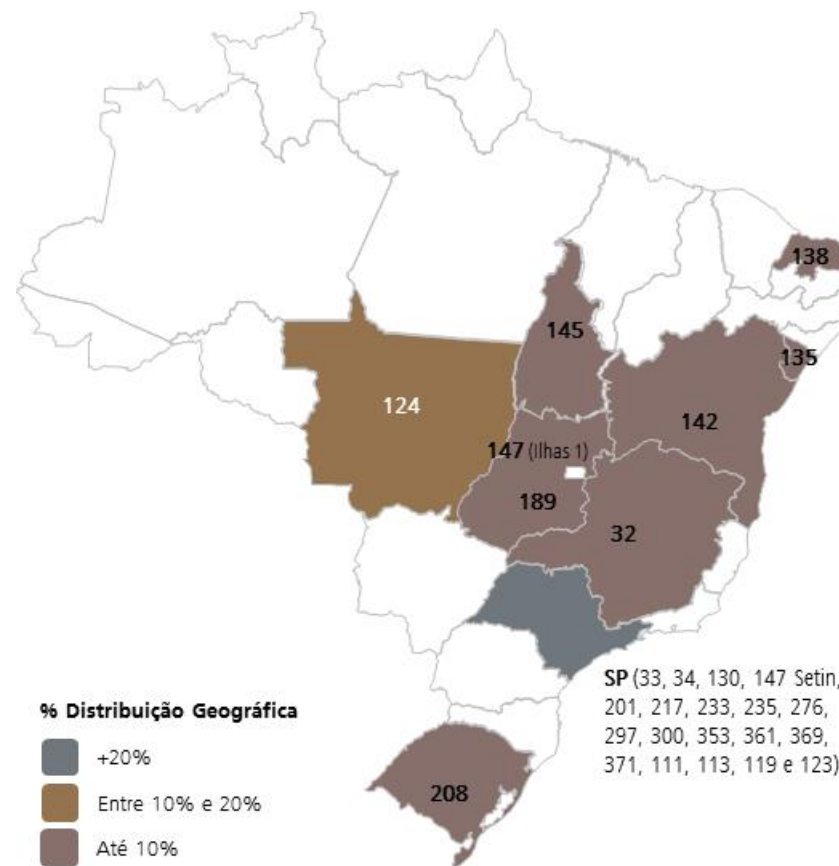 138
145
135
124
142
147 (Ilhas 1)
189
32
SP (33, 34, 130, 147 Setin,
201, 217, 233, 235, 276,
297, 300, 353, 361, 369,
371, 111, 113, 119 e 123)
208
% Distribuição Geográfica
+20%
Entre 10% e 20%
Até 10%